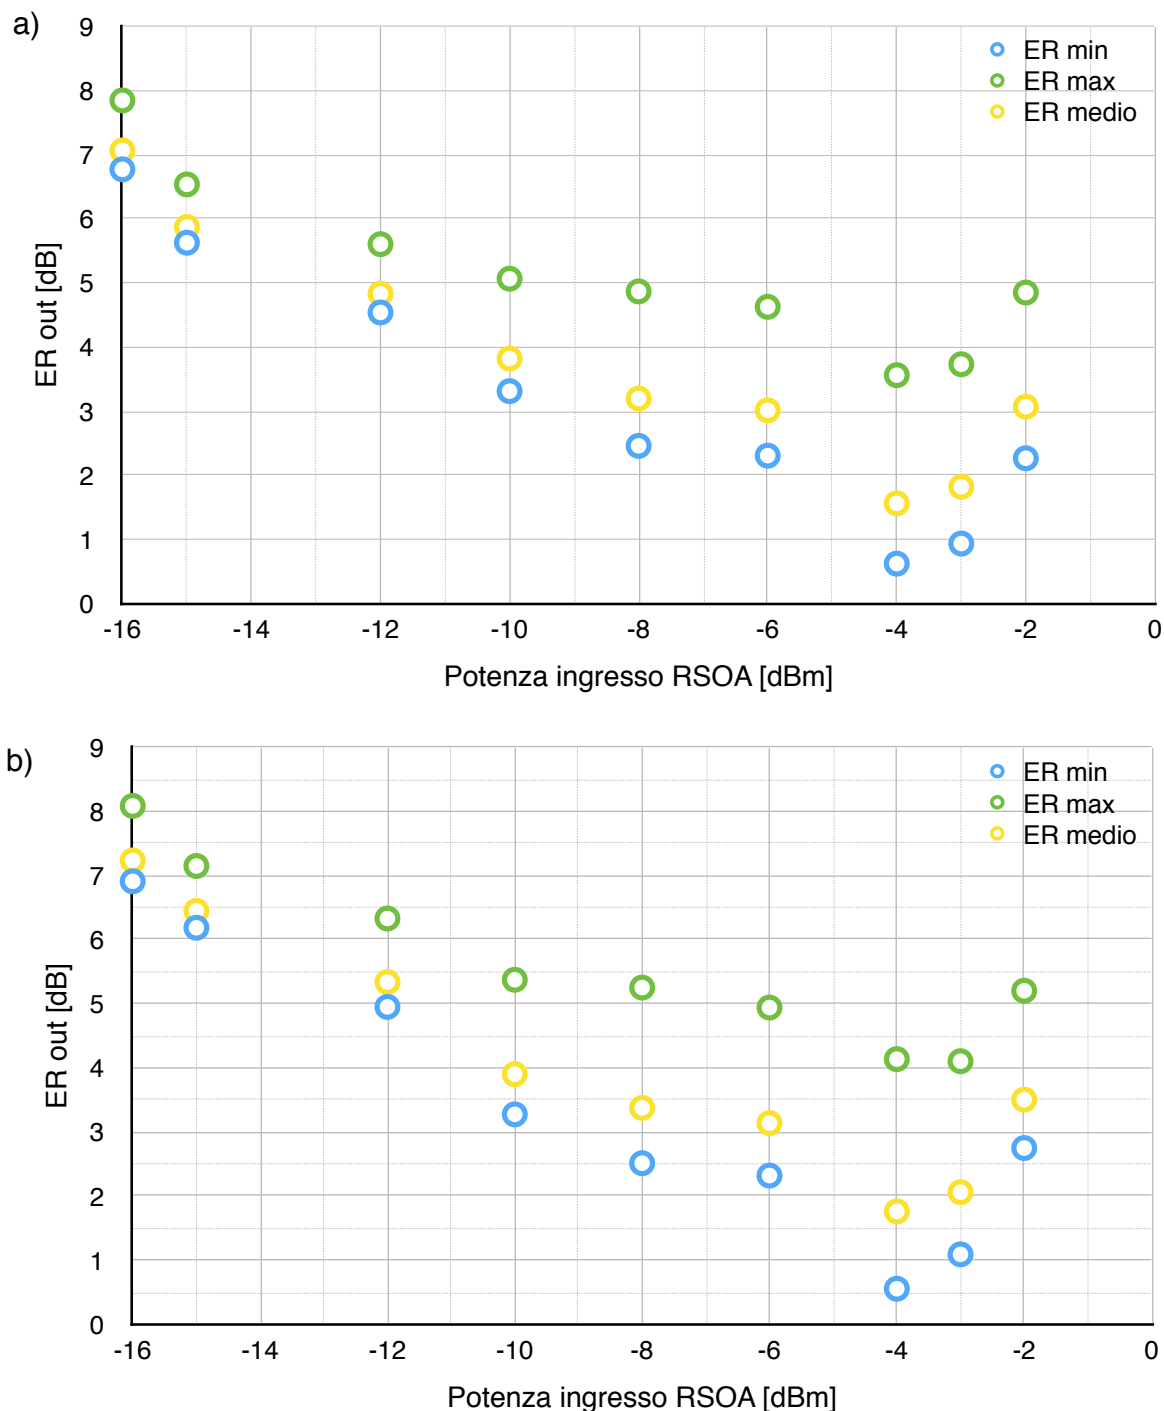 a)
9
8
7
6
5
4
3
2
1
0
ER out [dB]
ER min
ER max
ER medio
-16 -14 -12 -10 -8 -6 -4 -2 0
Potenza ingresso RSOA [dBm]
b)
9
8
7
6
5
4
3
2
1
0
ER out [dB]
ER min
ER max
ER medio
-16 -14 -12 -10 -8 -6 -4 -2 0
Potenza ingresso RSOA [dBm]